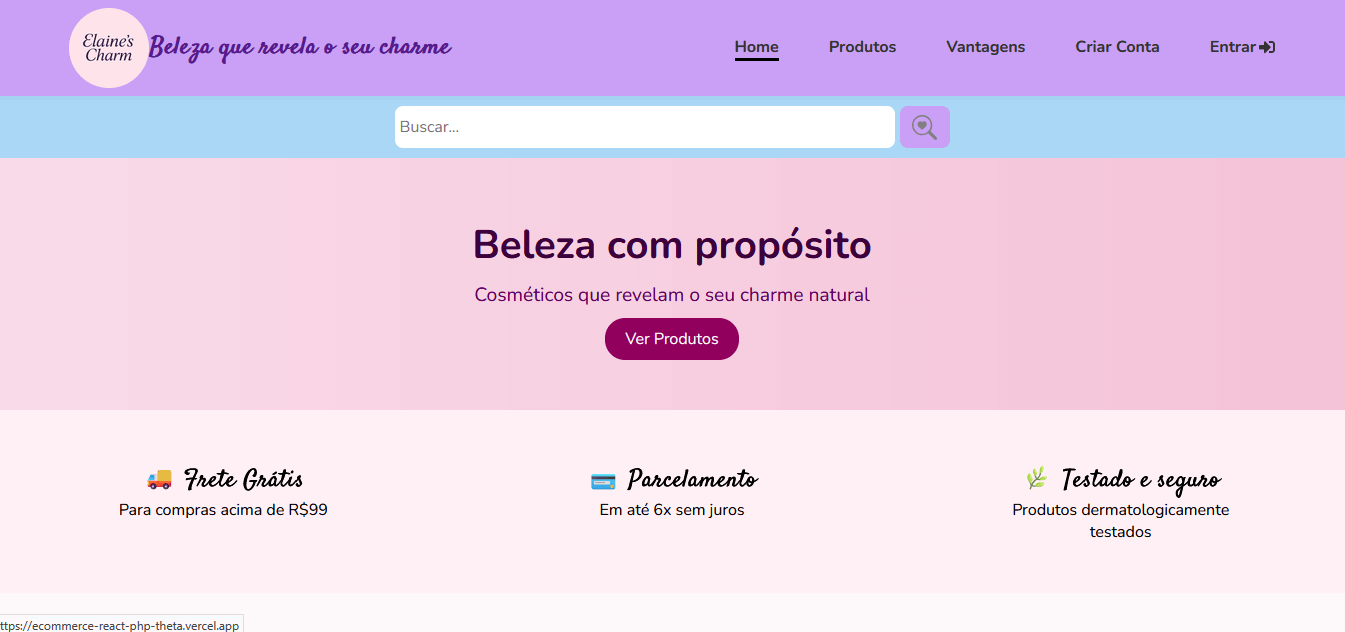 Elaine's
Charm
Beleza que revela o seu charme
Home
Produtos
Vantagens
Criar Conta
Entrar
Buscar...
Beleza com propósito
Cosméticos que revelam o seu charme natural
Ver Produtos
Frete Grátis
Para compras acima de R$99
Parcelamento
Em até 6x sem juros
Testado e seguro
Produtos dermatologicamente
testados
ttps://ecommerce-react-php-theta.vercel.app